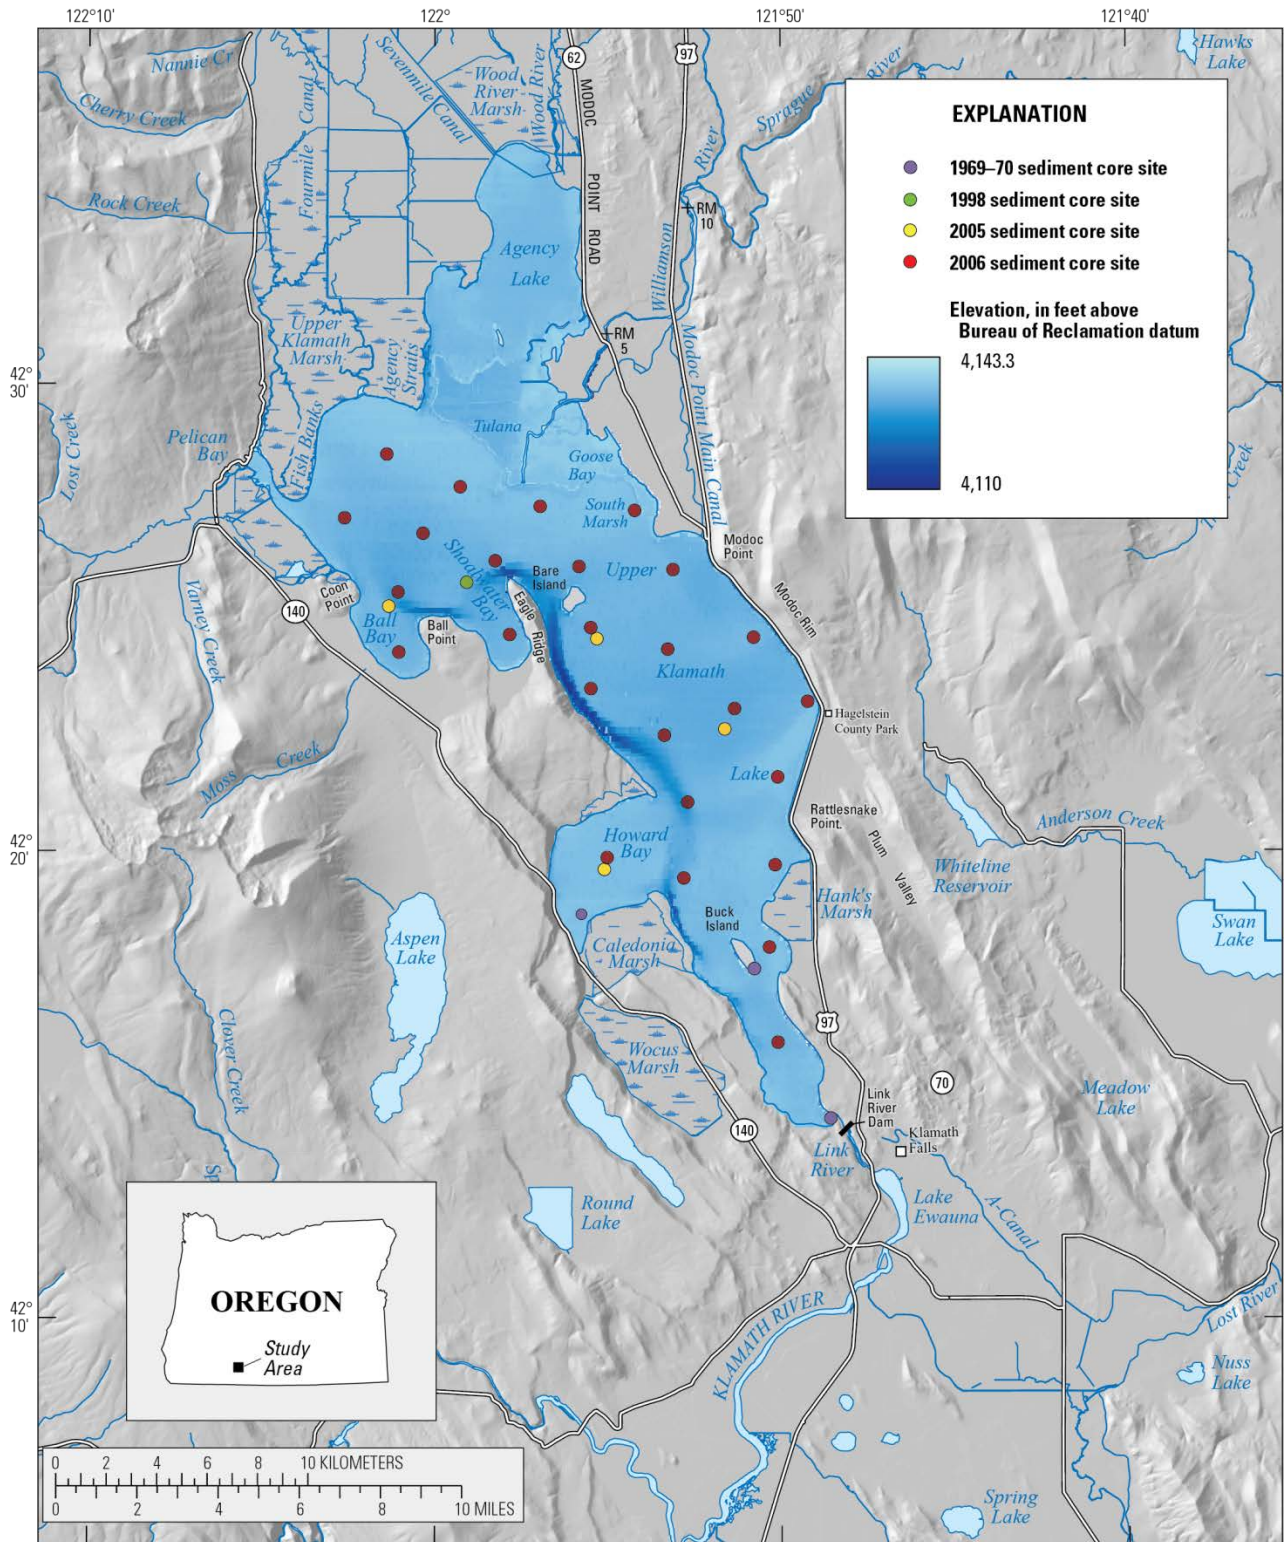 122°10'
122°
121°50'
121°40'
Nannie Cr
Cherry Creek
Rock Creek
Fourmile Canal
Sevenmile Canal
Wood
River
Marsh
Wood River
62
97
MODOC
POINT
ROAD
Sprague
River
River
Williamson
RM
10
RM
5
Modoc Point Main Canal
Hawks
Lake
EXPLANATION
1969–70 sediment core site
1998 sediment core site
2005 sediment core site
2006 sediment core site
Elevation, in feet above
Bureau of Reclamation datum
4,143.3
4,110
Agency
Lake
Upper
Klamath
Marsh
Agency
Straits
42°
30'
Tulana
Goose
Bay
South
Marsh
Pelican
Bay
Fish Banks
Lost Creek
Creek
Modoc
Point
Modoc Rim
Shoalwater
Bay
Bare
Island
Upper
Coon
Point
Ball
Bay
Ball
Point
Eagle
Ridge
Klamath
140
Varney Creek
Moss
Creek
Hagelstein
County Park
Lake
Rattlesnake
Point
Plum
Valley
Anderson Creek
Whiteline
Reservoir
Howard
Bay
42°
20'
Hank's
Marsh
Buck
Island
Swan
Lake
Caledonia
Marsh
Aspen
Lake
Clover Creek
Wocus
Marsh
97
70
Meadow
Lake
Link
River
Dam
Klamath
Falls
140
Link
River
Sp
Round
Lake
Lake
Ewauna
A-Canal
OREGON
Study
Area
42°
10'
KLAMATH RIVER
Lost River
Nuss
Lake
Spring
Lake
0 2 4 6 8 10 KILOMETERS
0 2 4 6 8 10 MILES